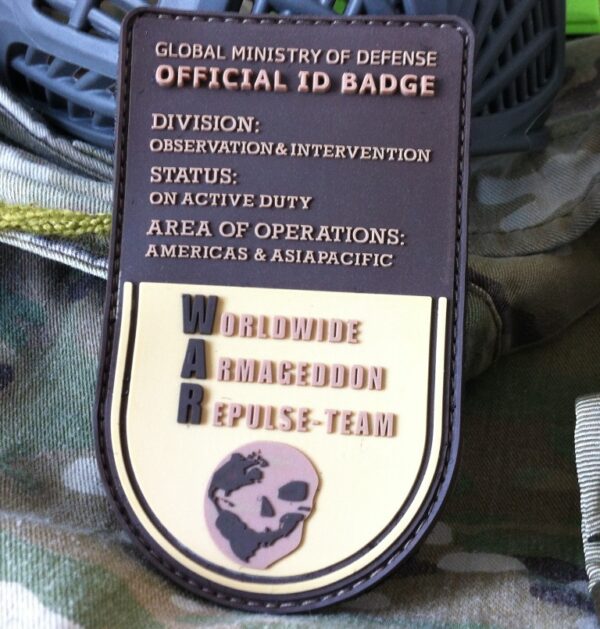 GLOBAL MINISTRY OF DEFENSE
OFFICIAL ID BADGE
DIVISION:
OBSERVATION & INTERVENTION
STATUS:
ON ACTIVE DUTY
AREA OF OPERATIONS:
AMERICAS & ASIAPACIFIC
WORLDWIDE
ARMAGEDDON
REPULSE-TEAM